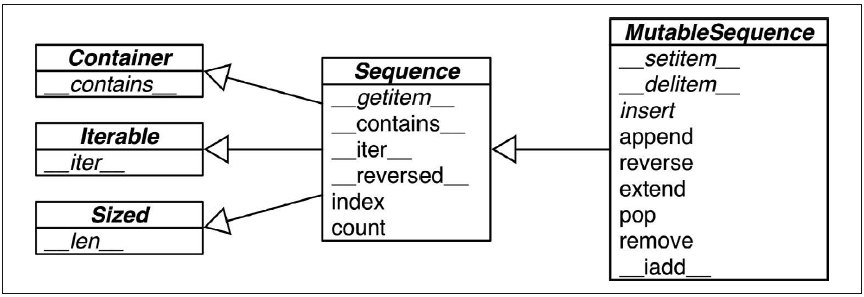 Container
__contains__
Iterable
__iter__
Sized
__len__
Sequence
__getitem__
__contains__
__iter__
__reversed__
index
count
MutableSequence
__setitem__
__delitem__
insert
append
reverse
extend
pop
remove
__iadd__